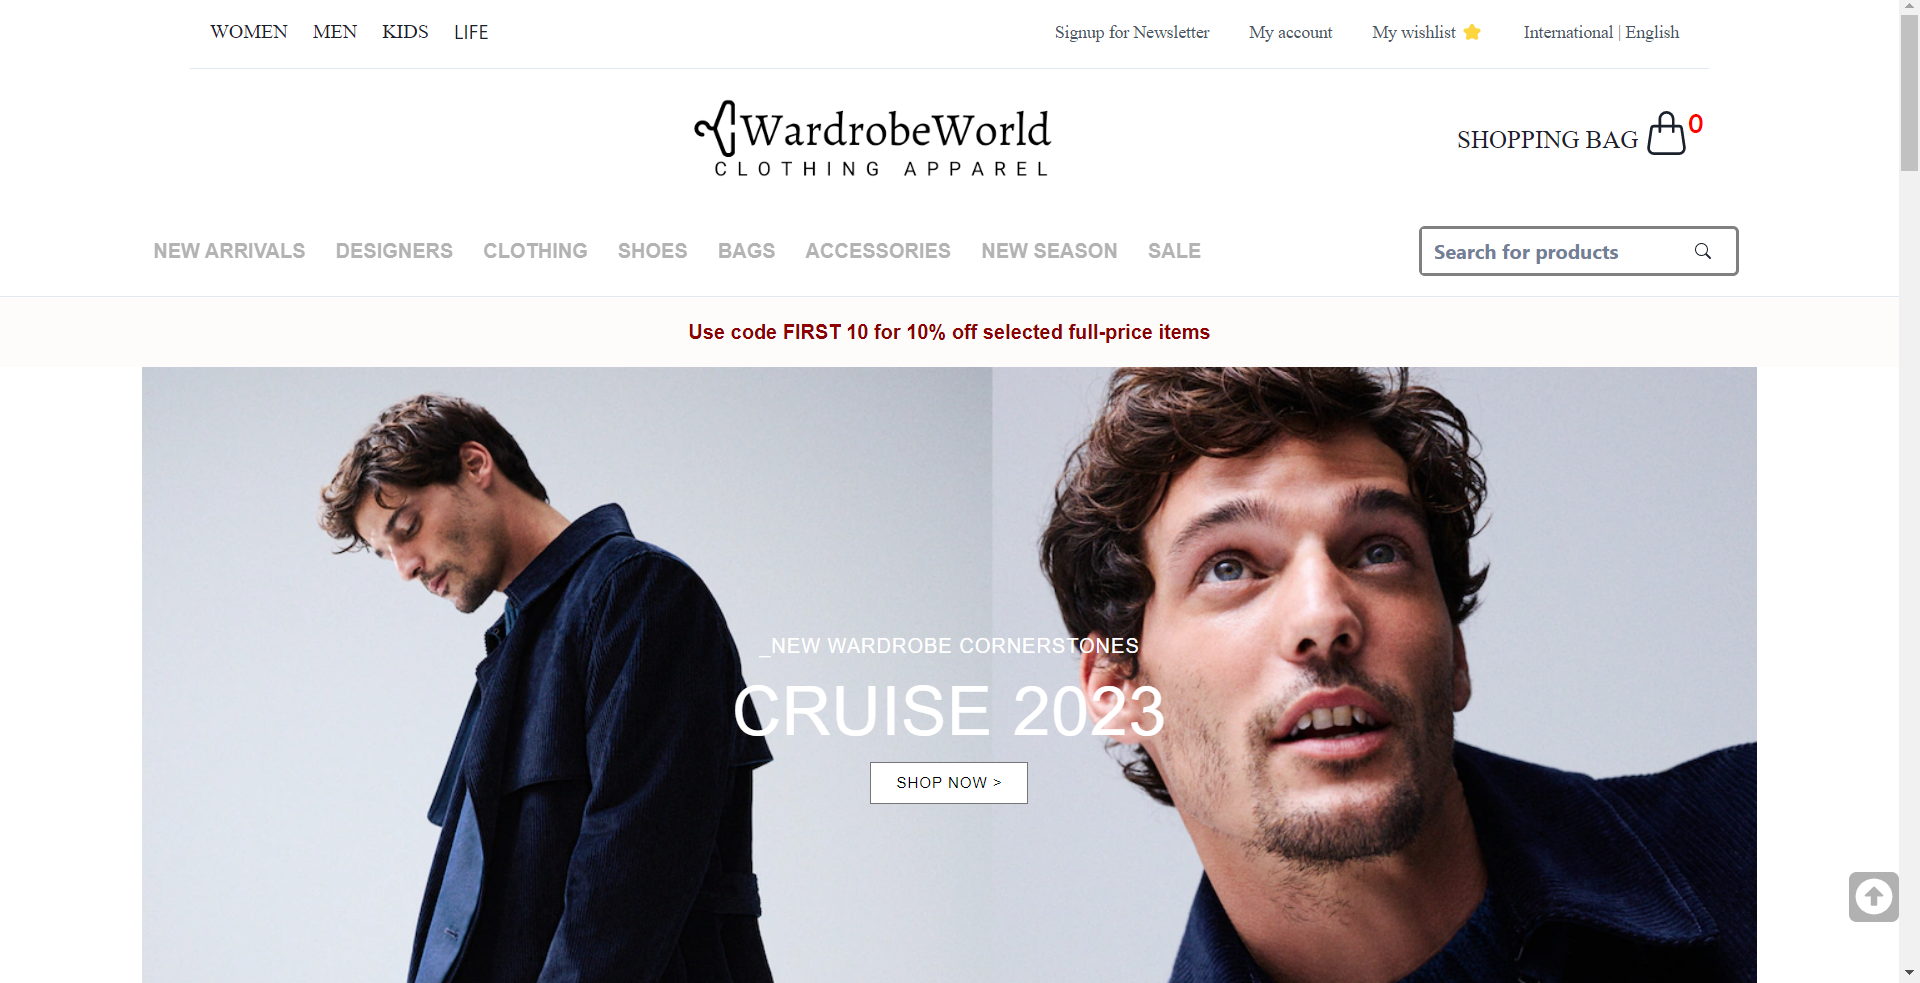 WOMEN MEN KIDS LIFE Signup for Newsletter My account My wishlist International | English
WardrobeWorld
CLOTHING APPAREL
SHOPPING BAG 0
NEW ARRIVALS DESIGNERS CLOTHING SHOES BAGS ACCESSORIES NEW SEASON SALE Search for products
Use code FIRST 10 for 10% off selected full-price items
_NEW WARDROBE CORNERSTONES
CRUISE 2023
SHOP NOW >